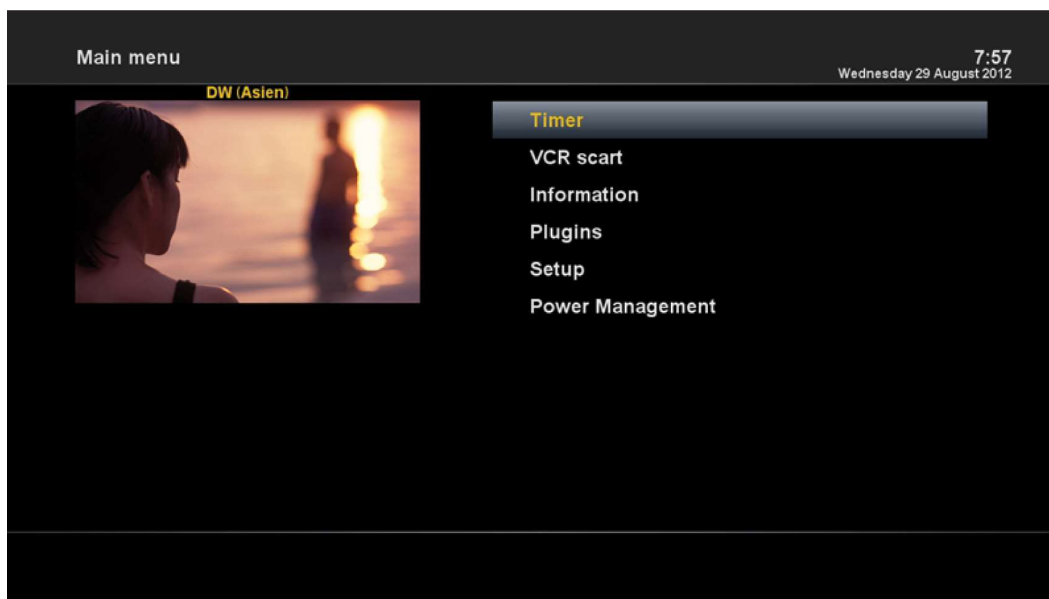 Main menu
7:57
Wednesday 29 August 2012
DW (Asien)
Timer
VCR scart
Information
Plugins
Setup
Power Management